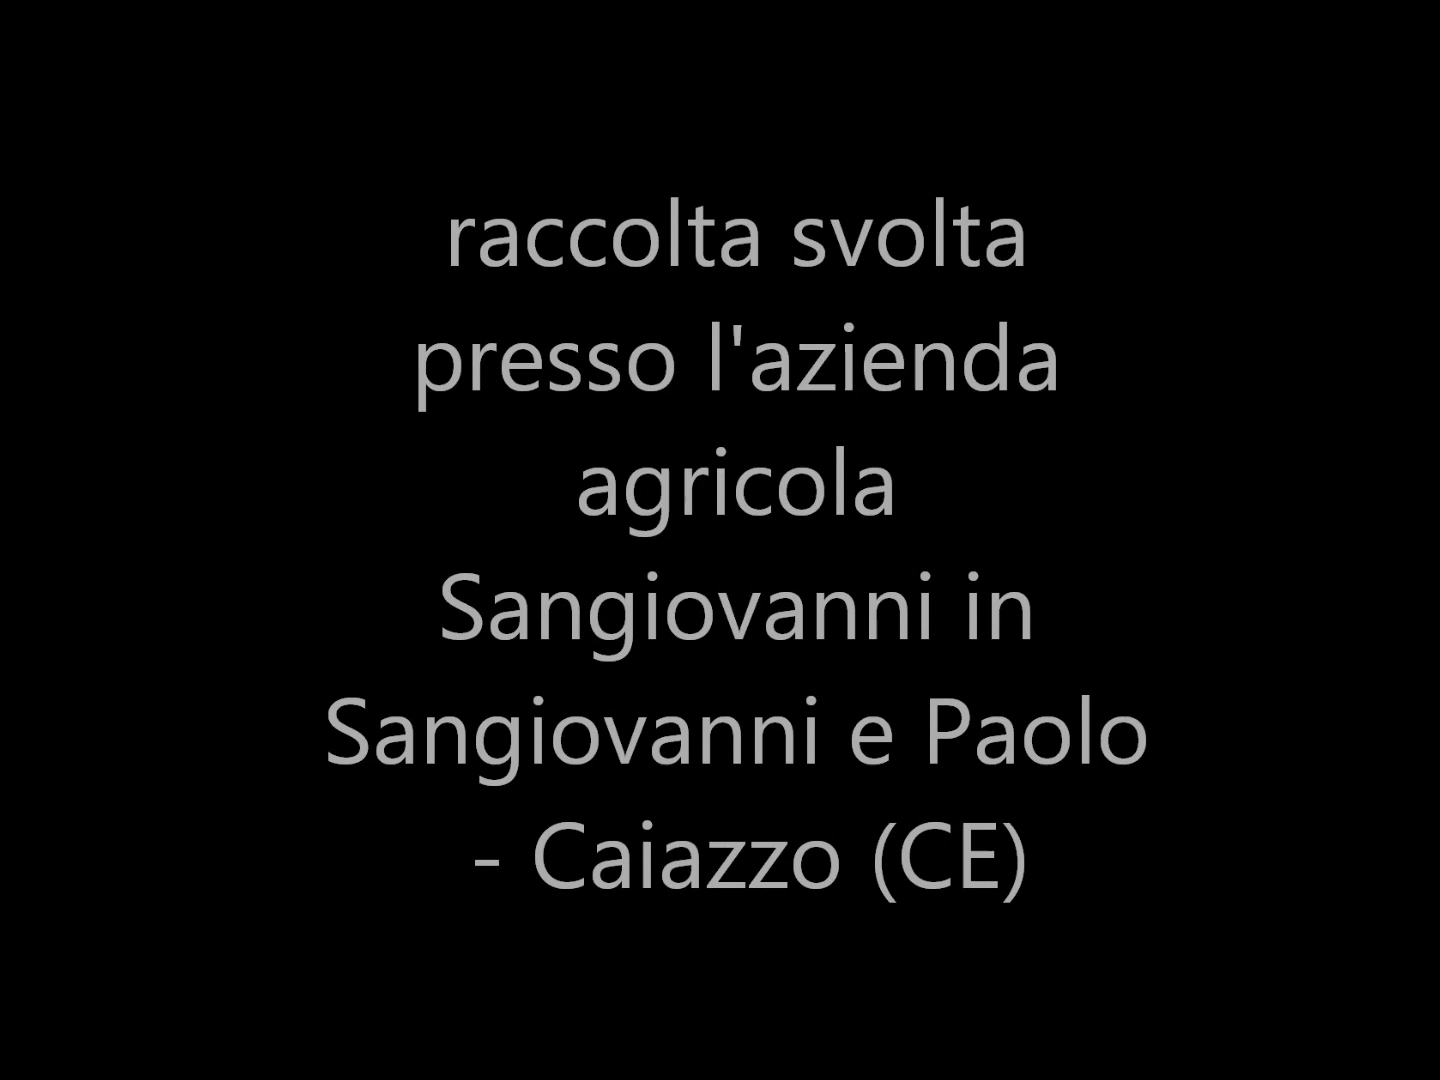 raccolta svolta
presso l'azienda
agricola
Sangiovanni in
Sangiovanni e Paolo
- Caiazzo (CE)